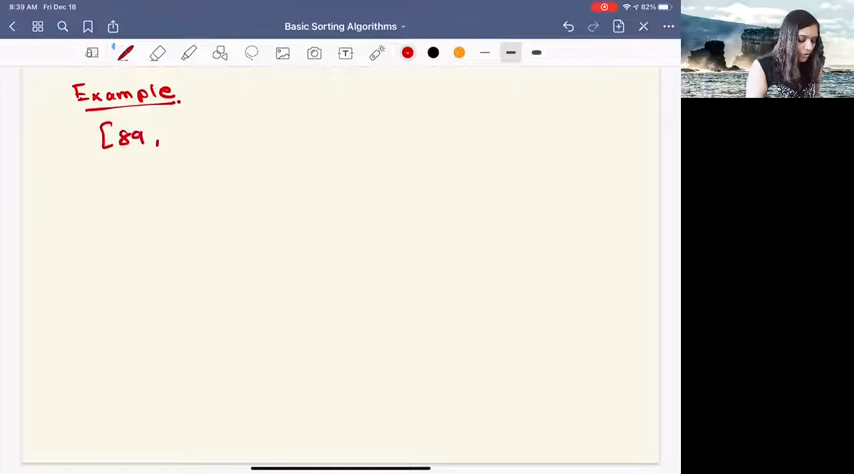 8:39 AM Fri Dec 18
82%
Basic Sorting Algorithms
T
Example.
[89,